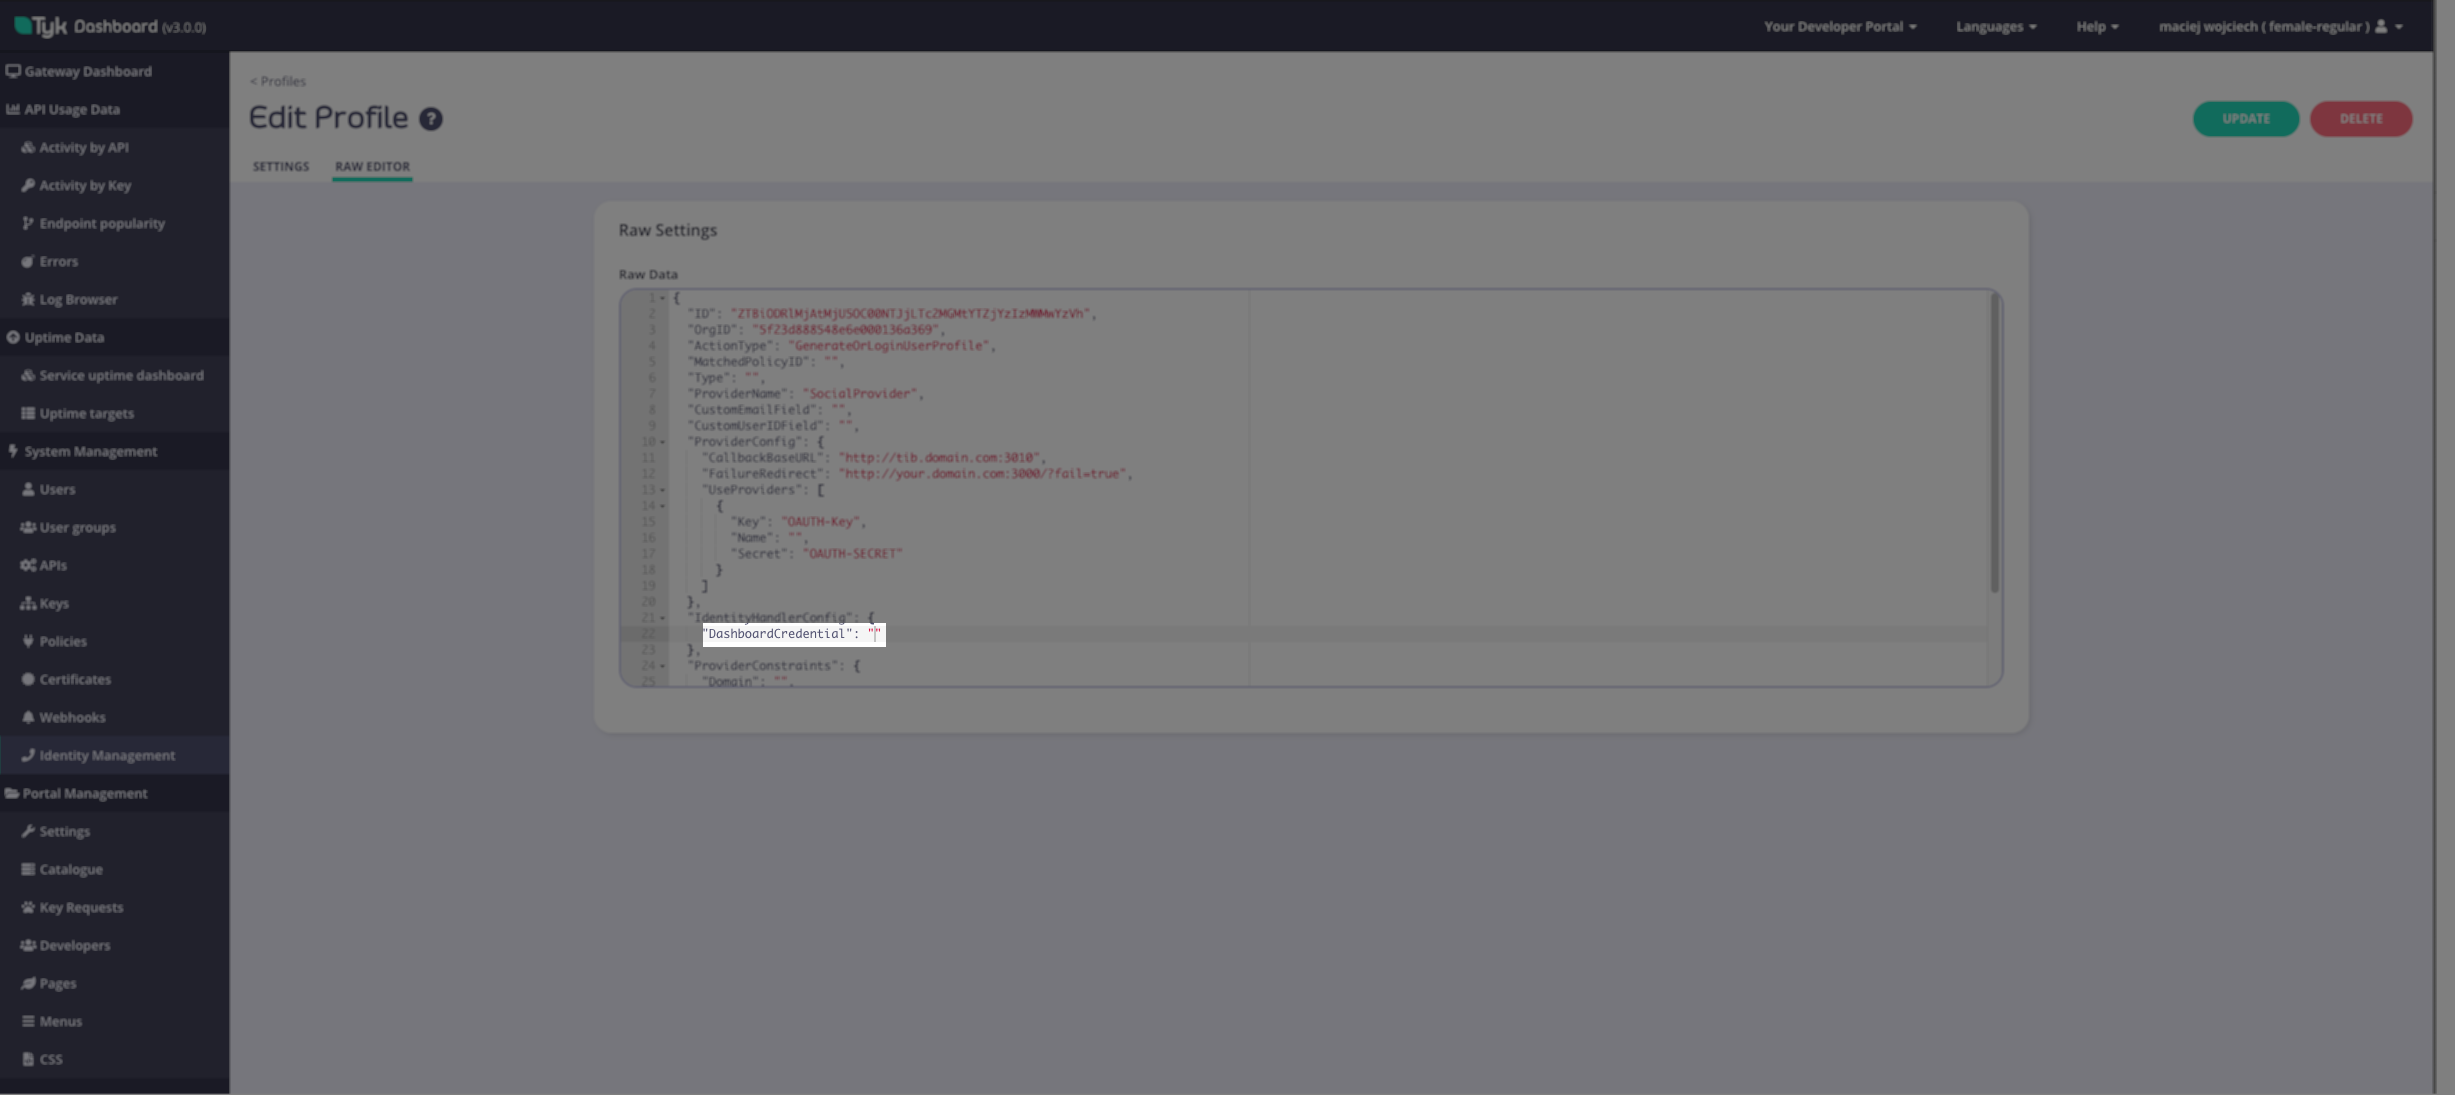 Tyk Dashboard (v3.0.0)
Your Developer Portal
Languages
Help
maciej wojciech ( female-regular )
Gateway Dashboard
API Usage Data
Activity by API
Activity by Key
Endpoint popularity
Errors
Log Browser
Uptime Data
Service uptime dashboard
Uptime targets
System Management
Users
User groups
APIs
Keys
Policies
Certificates
Webhooks
Identity Management
Portal Management
Settings
Catalogue
Key Requests
Developers
Pages
Menus
CSS
< Profiles
Edit Profile ?
UPDATE
DELETE
SETTINGS
RAW EDITOR
Raw Settings
Raw Data
1 {
2 "ID":
3 "OrgID": "5f23d888548e6e000136a369",
4 "ActionType": "GenerateOrLoginUserProfile",
5 "MatchedPolicyID": "",
6 "Type": "",
7 "ProviderName": "SocialProvider",
8 "CustomEmailField": "",
9 "CustomUserIDField": "",
10 "ProviderConfig": {
11 "CallbackBaseURL": "http://tib.domain.com:3010",
12 "FailureRedirect": "http://your.domain.com:3000/?fail=true",
13 "UseProviders": [
14 {
15 "Key": "OAUTH-Key",
16 "Name": "",
17 "Secret": "OAUTH-SECRET"
18 }
19 ]
20 },
21 "IdentityHandlerConfig": {
22 "DashboardCredential": ""
23 },
24 "ProviderConstraints": {
25 "Domain": "",